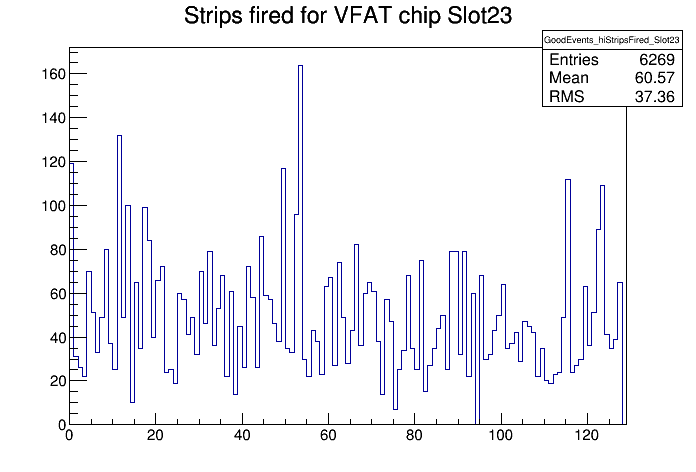 Strips fired for VFAT chip Slot23
GoodEvents_hiStripsFired_Slot23
Entries 6269
Mean 60.57
RMS 37.36
160
140
120
100
80
60
40
20
0
0 20 40 60 80 100 120